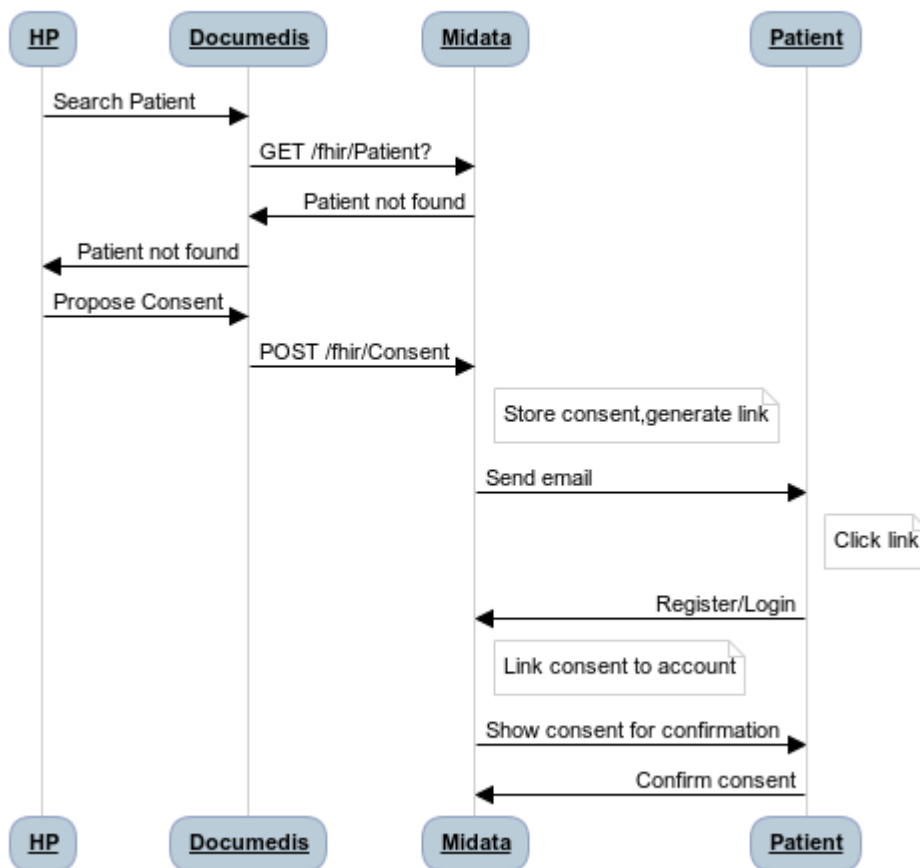 HP Documedis Midata Patient
Search Patient
GET /fhir/Patient?
Patient not found
Patient not found
Propose Consent
POST /fhir/Consent
Store consent,generate link
Send email
Click link
Register/Login
Link consent to account
Show consent for confirmation
Confirm consent
HP Documedis Midata Patient